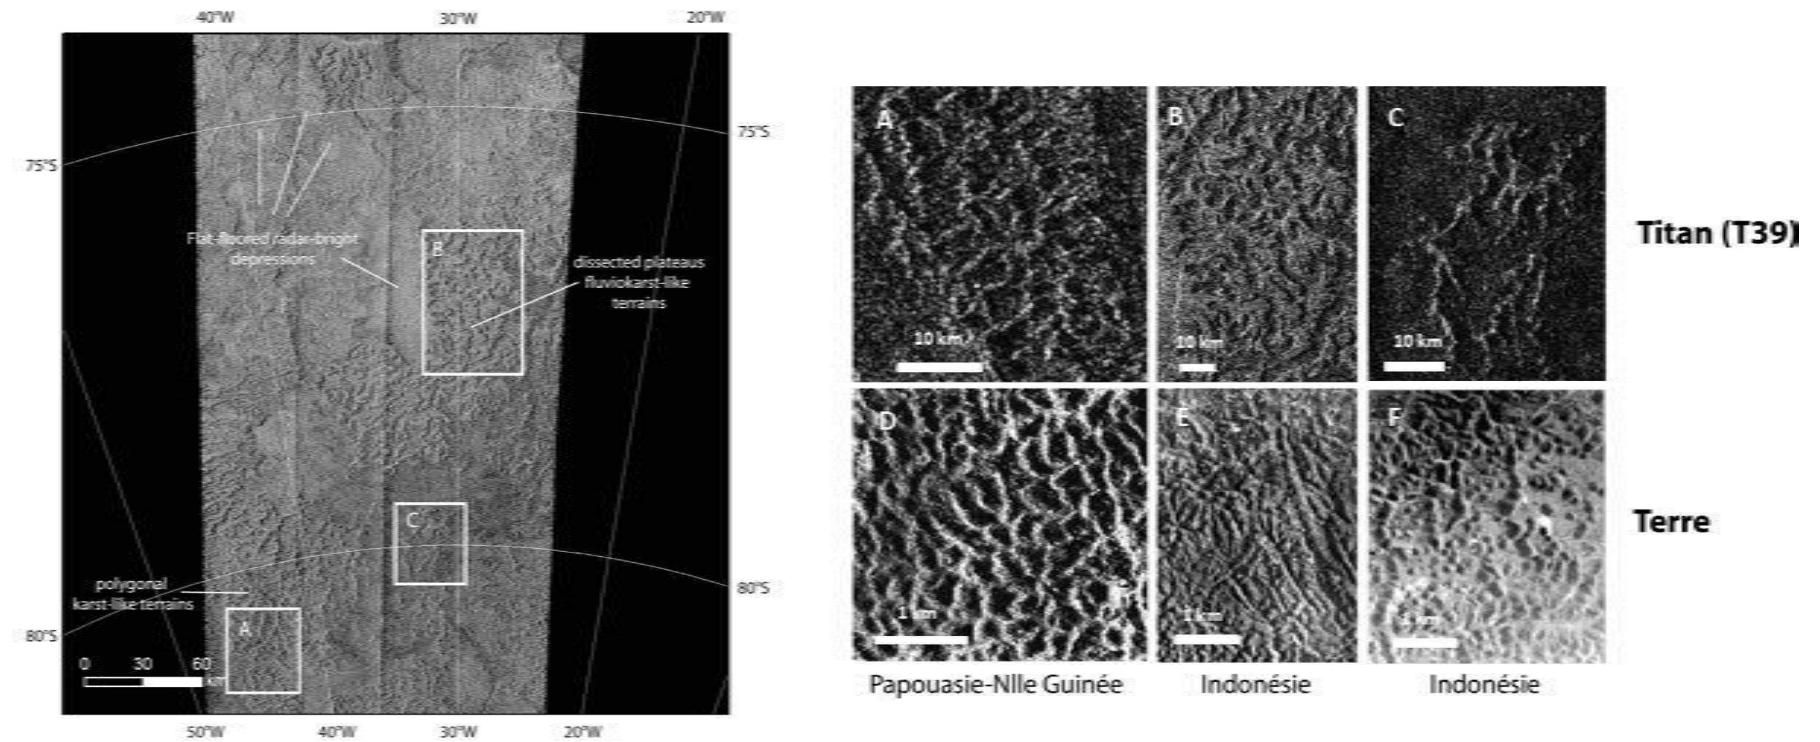 40°W 30°W 20°W
75°S
75°S
Flat-floored radar-bright
depressions
B
dissected plateaus
fluviokarst-like
terrains
C
polygonal
karst-like terrains
80°S
80°S
A
0 30 60
km
50°W 40°W 30°W 20°W
A B C
10 km 10 km 10 km
Titan (T39)
D E F
1 km 1 km 1 km
Terre
Papouasie-Nlle Guinée Indonésie Indonésie